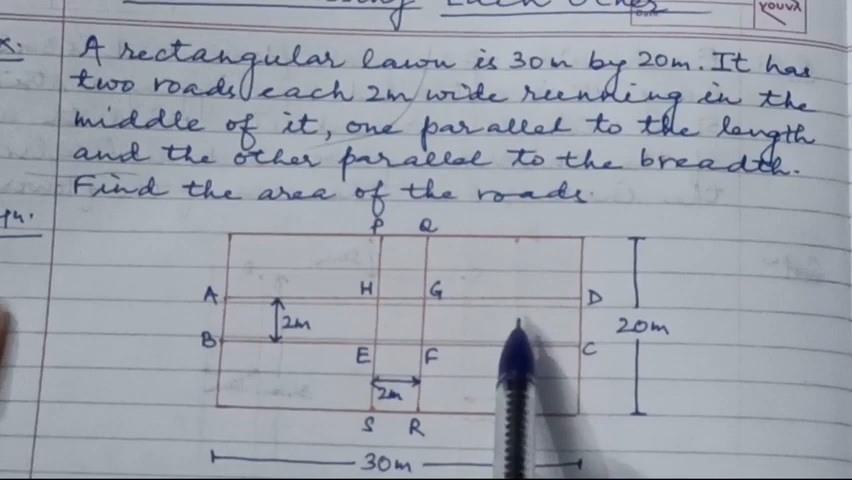 Each Other
A rectangular lawn is 30m by 20m. It has
two roads each 2m wide running in the
middle of it, one parallel to the length
and the other parallel to the breadth.
Find the area of the roads.
P Q
A H G D
2m 20m
B E F C
2m
S R
30m